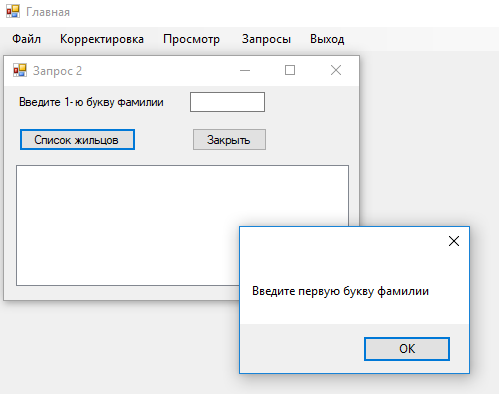 Главная
Файл Корректировка Просмотр Запросы Выход
Запрос 2
Введите 1- ю букву фамилии
Список жильцов Закрыть
Введите первую букву фамилии
OK